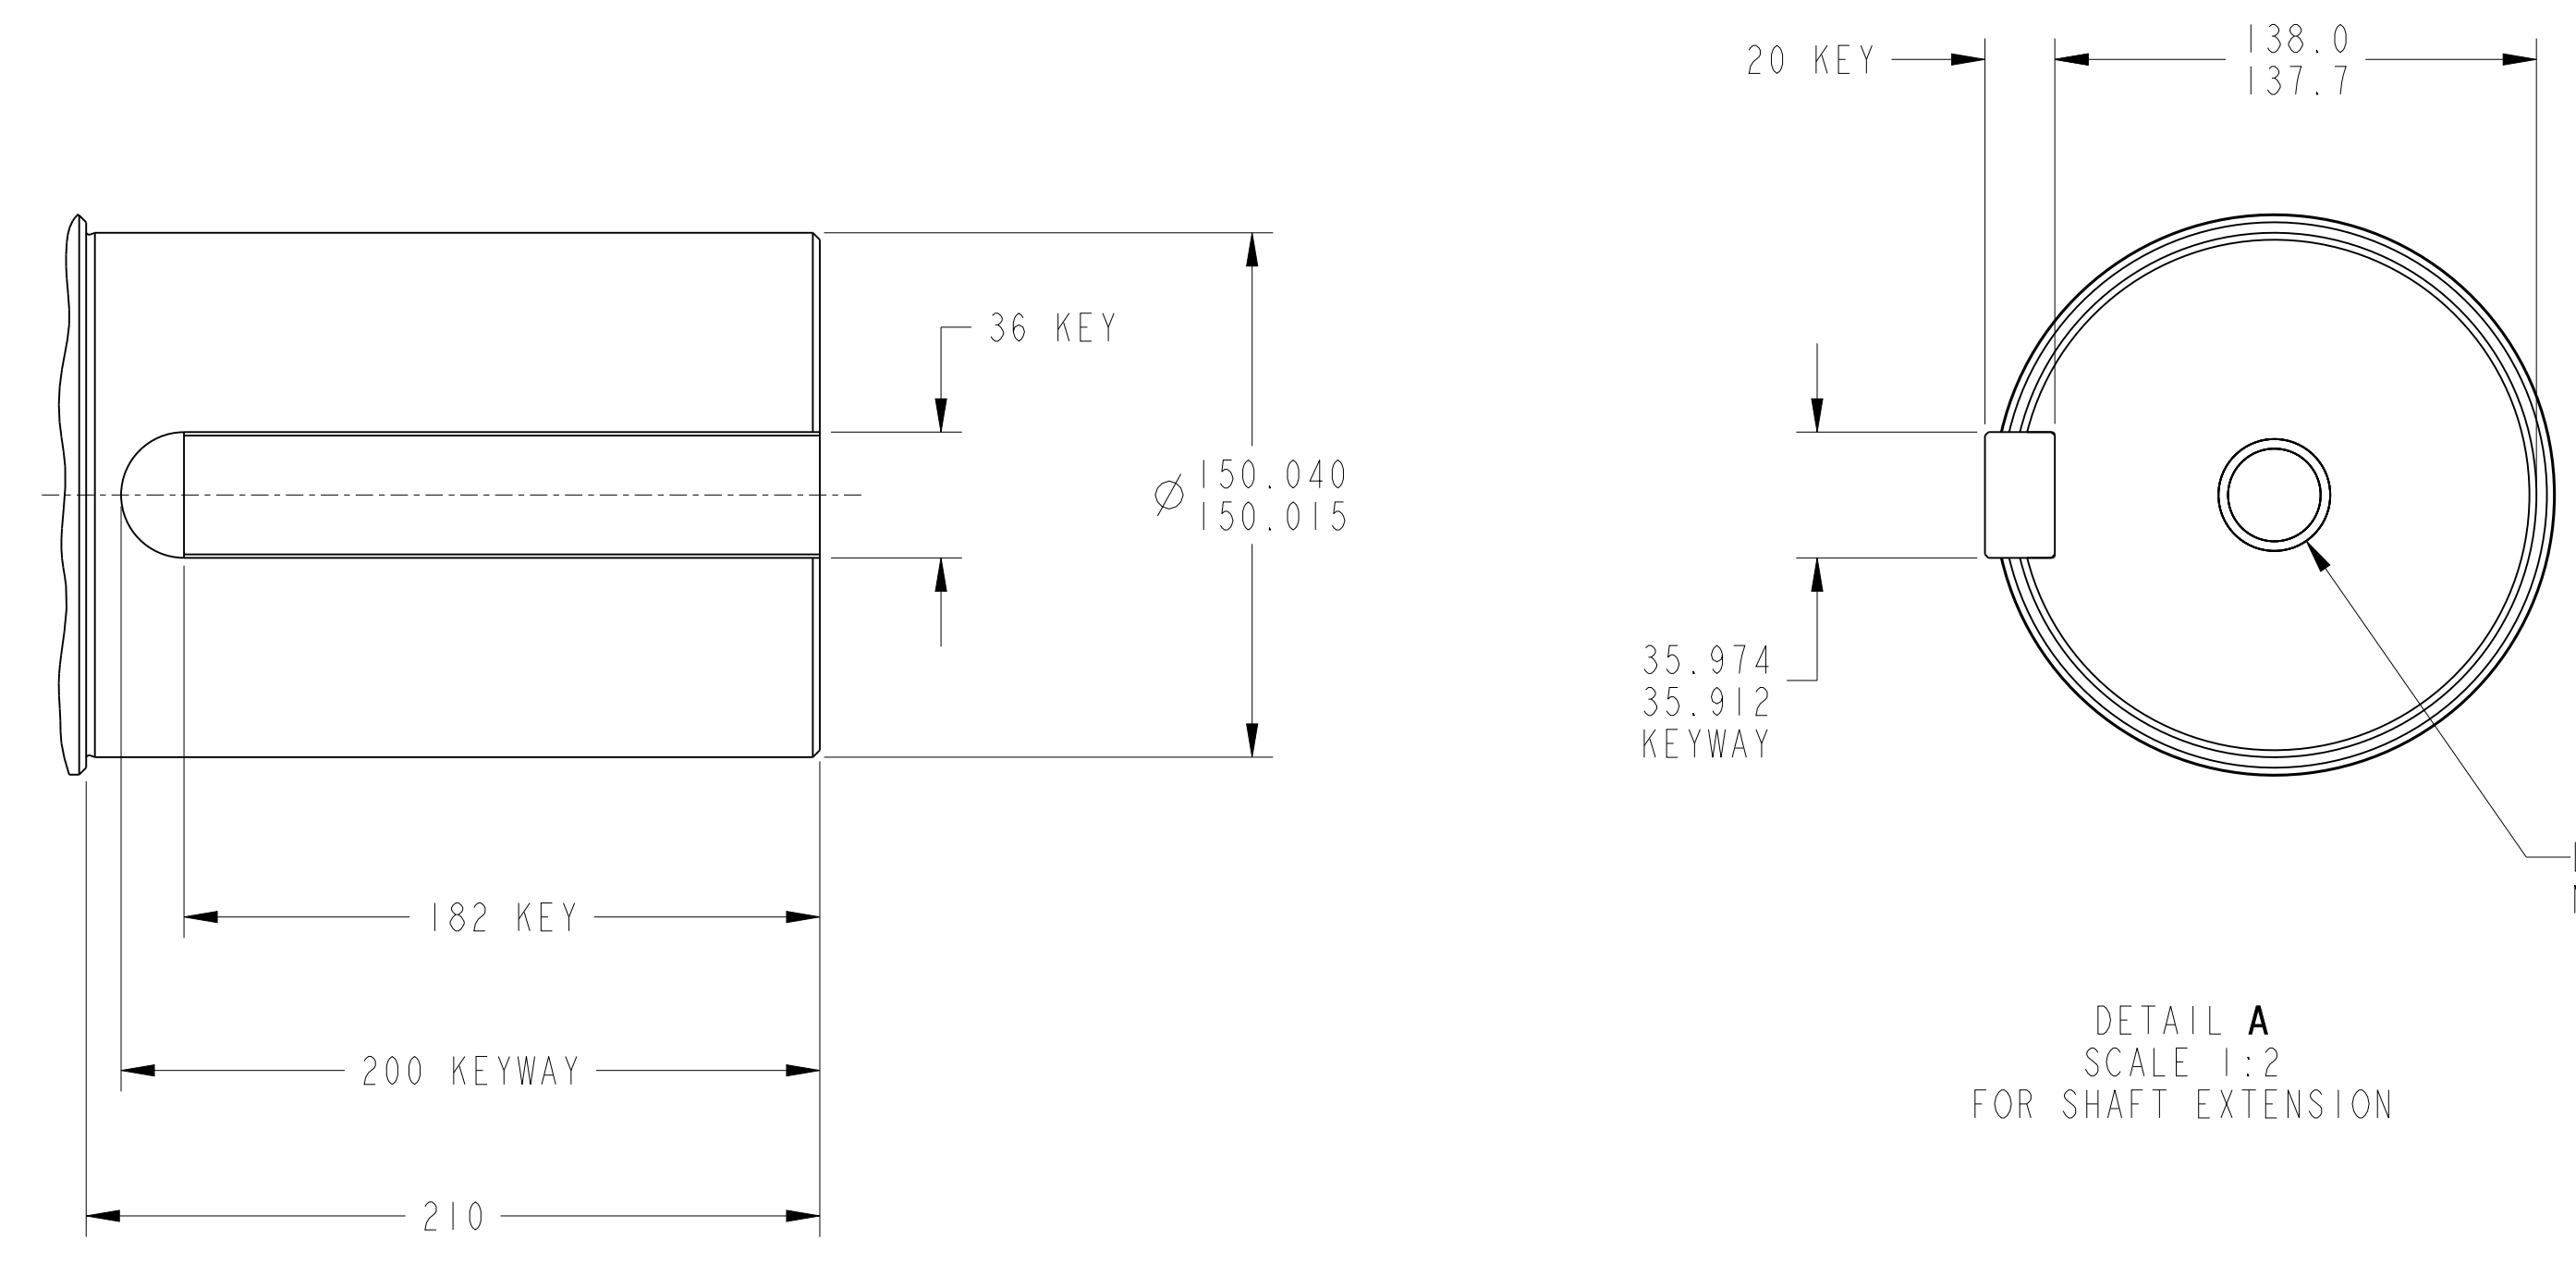 20 KEY
138.0
137.7
36 KEY
⌀150.040
150.015
35.974
35.912
KEYWAY
182 KEY
200 KEYWAY
210
DETAIL A
SCALE 1:2
FOR SHAFT EXTENSION